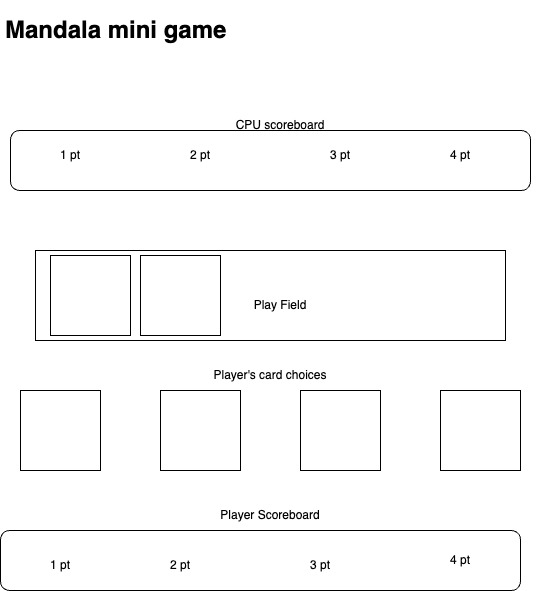 Mandala mini game
CPU scoreboard
1 pt 2 pt 3 pt 4 pt
Play Field
Player's card choices
Player Scoreboard
1 pt 2 pt 3 pt 4 pt